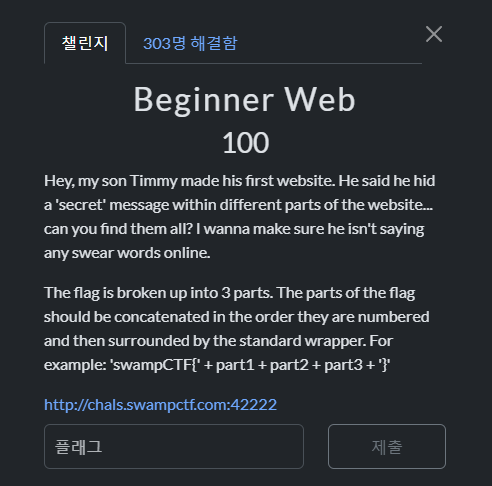 챌린지
303명 해결함
Beginner Web
100
Hey, my son Timmy made his first website. He said he hid
a 'secret' message within different parts of the website...
can you find them all? I wanna make sure he isn't saying
any swear words online.
The flag is broken up into 3 parts. The parts of the flag
should be concatenated in the order they are numbered
and then surrounded by the standard wrapper. For
example: 'swampCTF{' + part1 + part2 + part3 + '}'
http://chals.swampctf.com:42222
플래그
제출